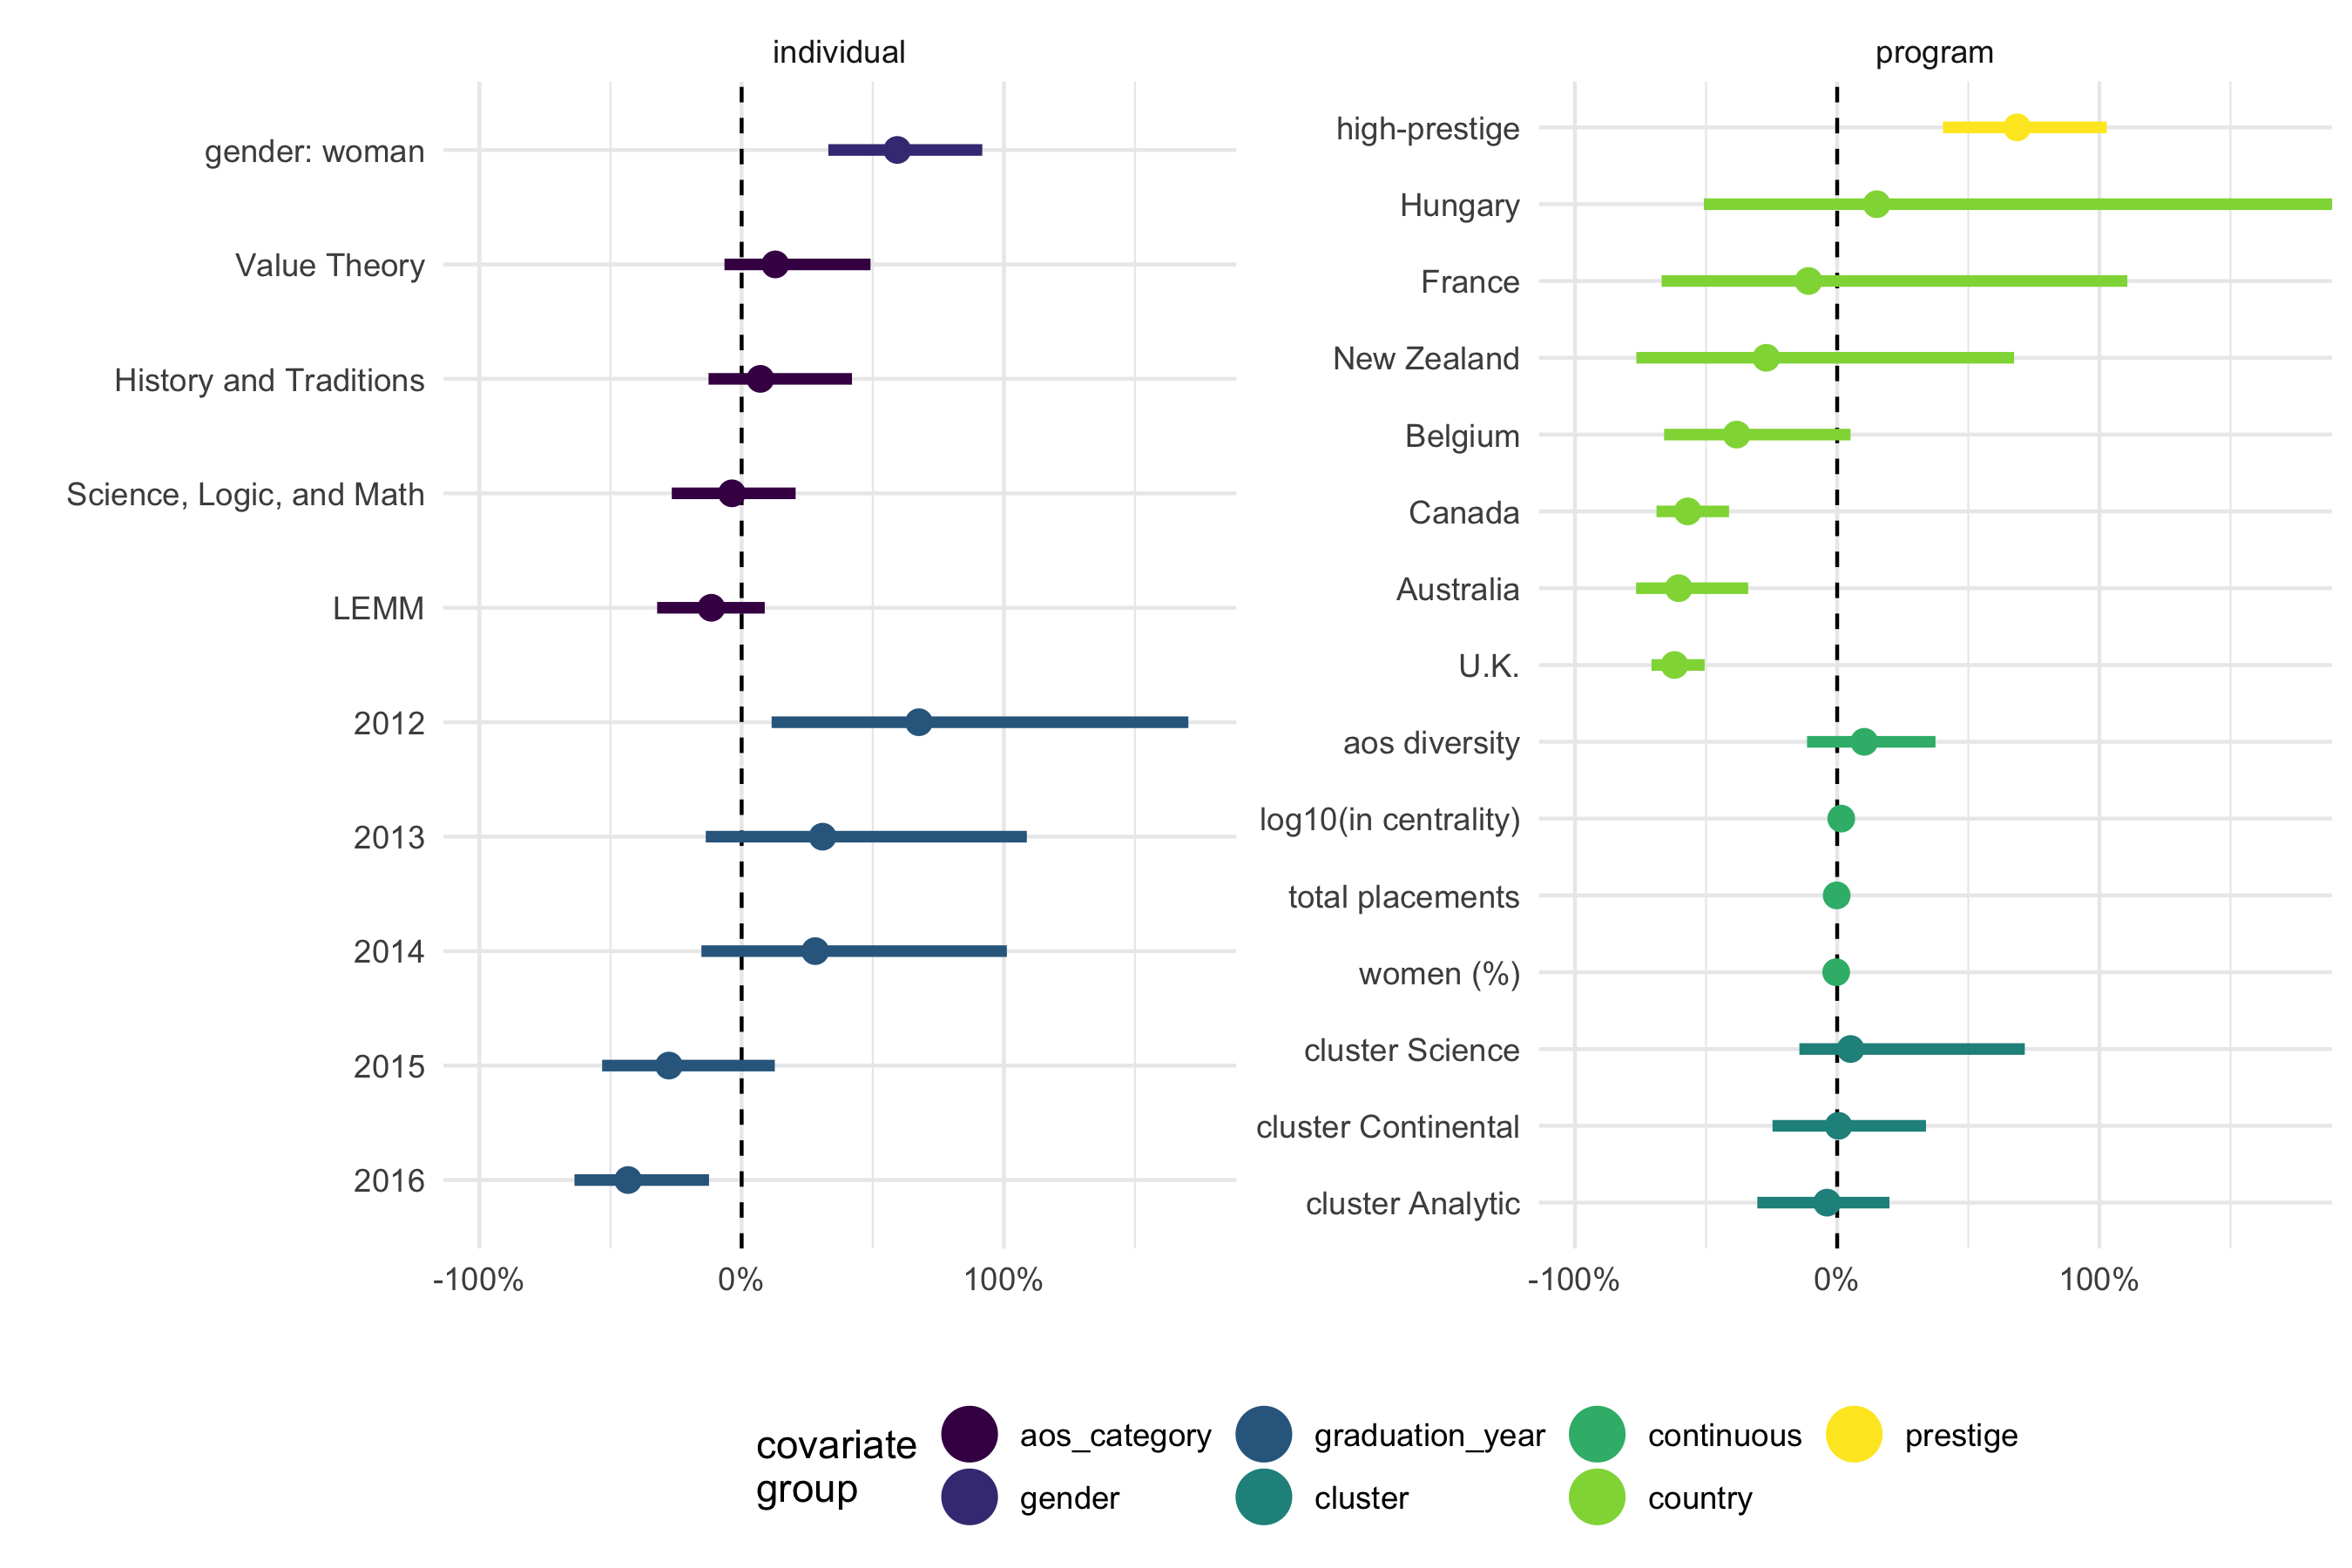 individual
gender: woman
Value Theory
History and Traditions
Science, Logic, and Math
LEMM
2012
2013
2014
2015
2016
-100%
0%
100%
program
high-prestige
Hungary
France
New Zealand
Belgium
Canada
Australia
U.K.
aos diversity
log10(in centrality)
total placements
women (%)
cluster Science
cluster Continental
cluster Analytic
-100%
0%
100%
covariate
group
aos_category
gender
graduation_year
cluster
continuous
country
prestige